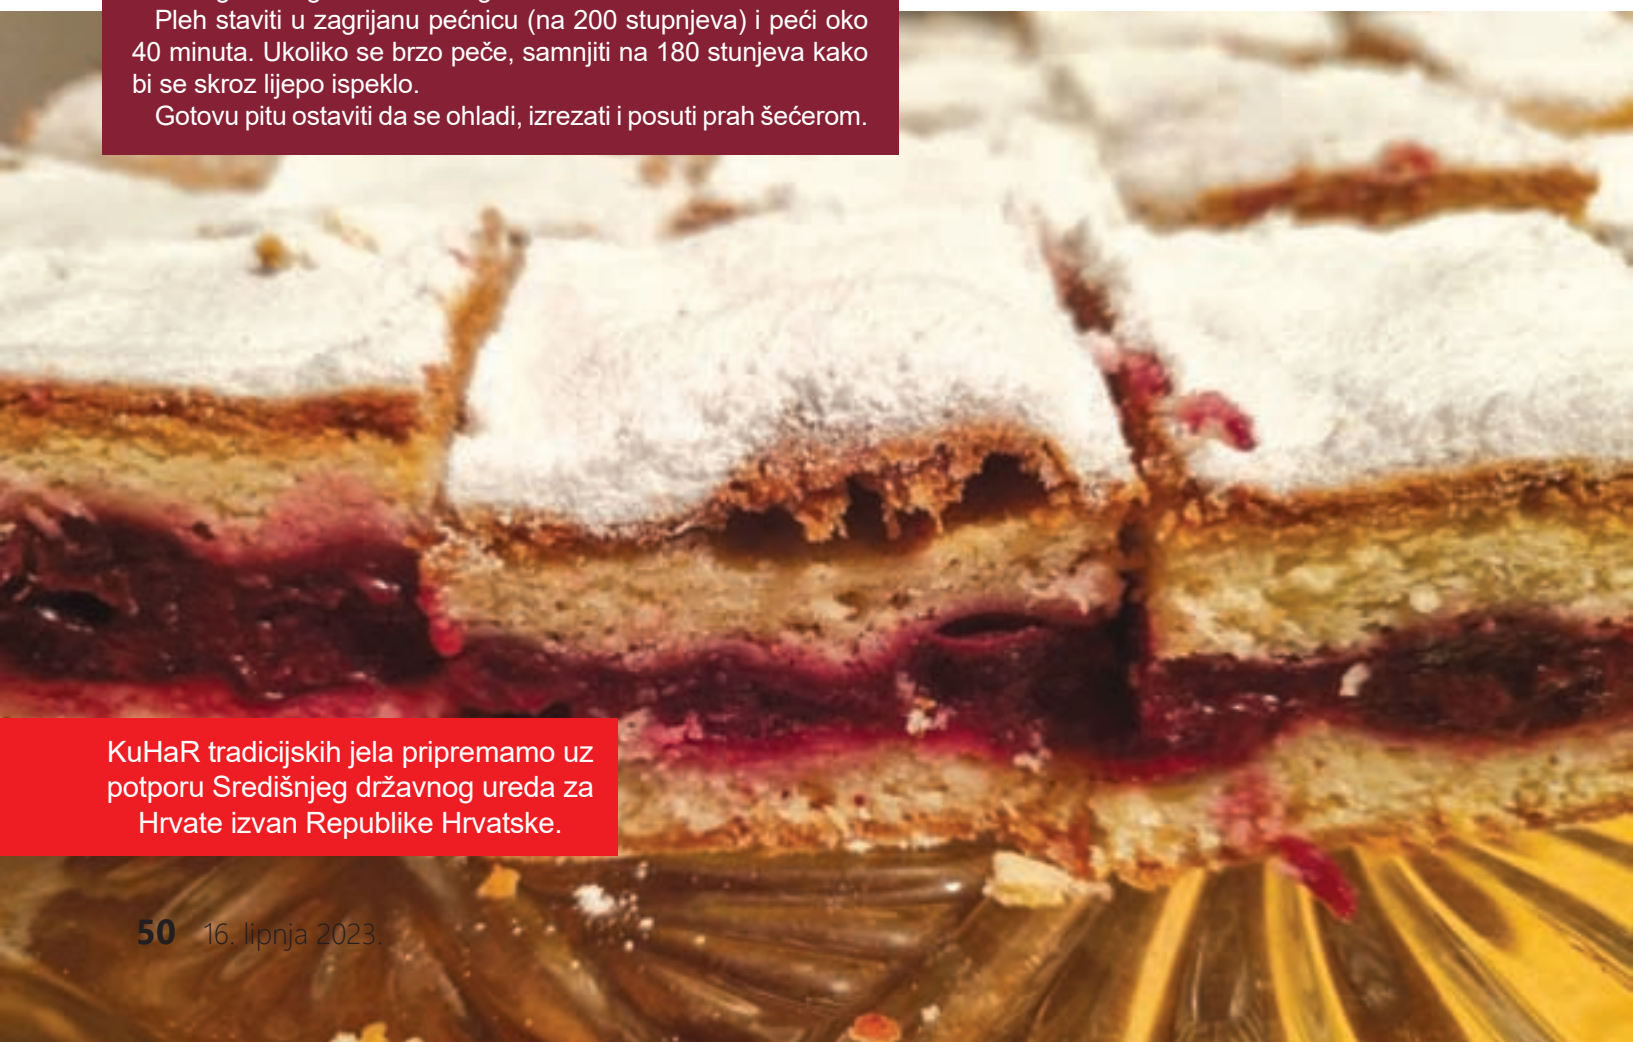 Pleh staviti u zagrijanu pećnicu (na 200 stupnjeva) i peći oko
40 minuta. Ukoliko se brzo peče, samnjiti na 180 stunjeva kako
bi se skroz lijepo ispeklo.
Gotovu pitu ostaviti da se ohladi, izrezati i posuti prah šećerom.
KuHaR tradicijskih jela pripremamo uz
potporu Središnjeg državnog ureda za
Hrvate izvan Republike Hrvatske.
50 16. lipnja 2023.